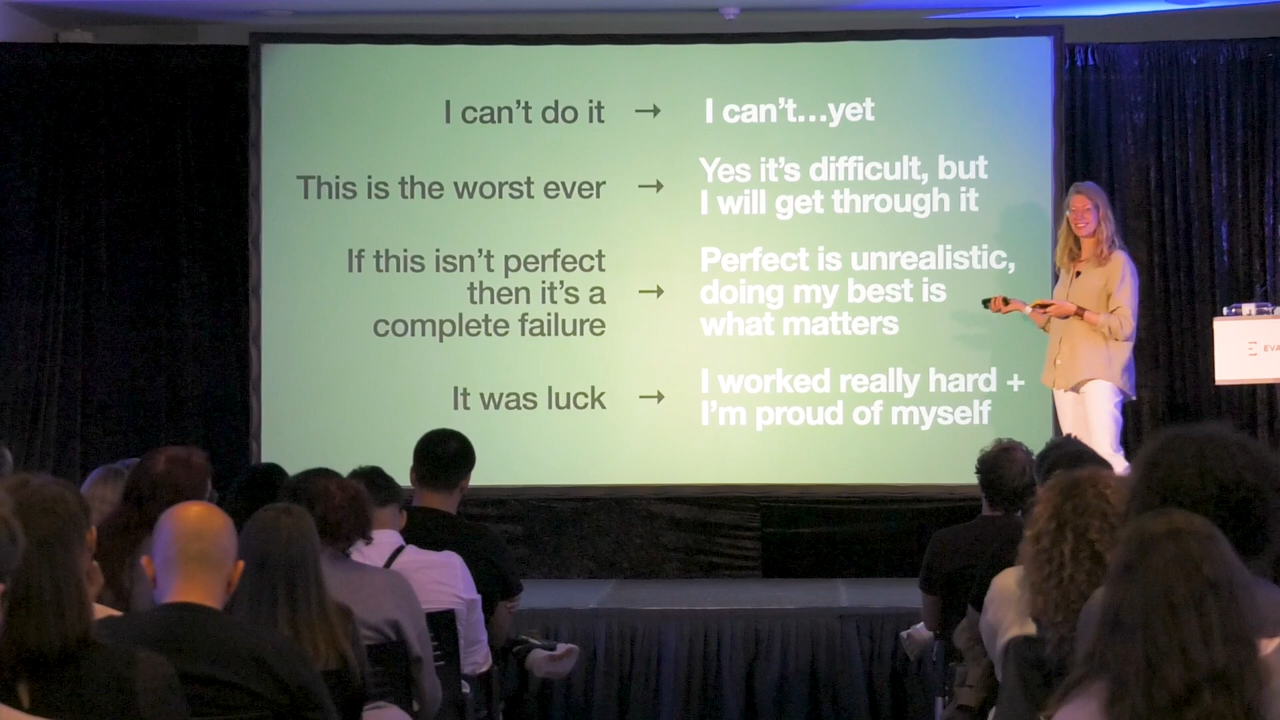 I can't do it → I can't...yet
This is the worst ever → Yes it's difficult, but
I will get through it
If this isn't perfect
then it's a
complete failure
→
Perfect is unrealistic,
doing my best is
what matters
It was luck → I worked really hard +
I'm proud of myself
EVA